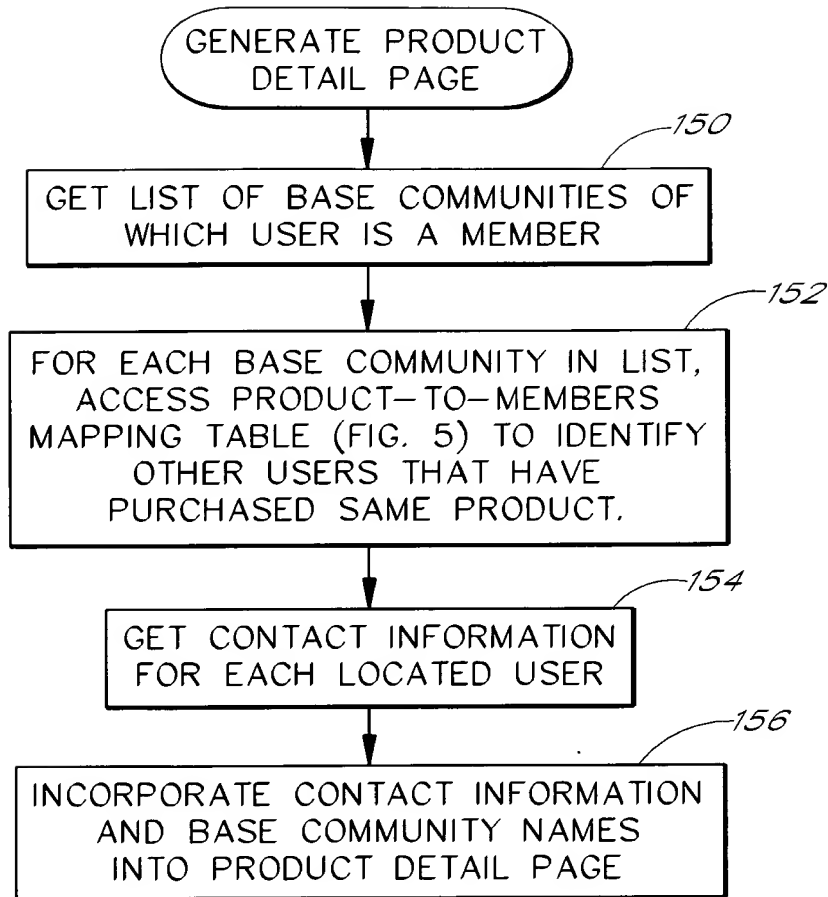 GENERATE PRODUCT
DETAIL PAGE
150
GET LIST OF BASE COMMUNITIES OF
WHICH USER IS A MEMBER
152
FOR EACH BASE COMMUNITY IN LIST,
ACCESS PRODUCT-TO-MEMBERS
MAPPING TABLE (FIG. 5) TO IDENTIFY
OTHER USERS THAT HAVE
PURCHASED SAME PRODUCT.
154
GET CONTACT INFORMATION
FOR EACH LOCATED USER
156
INCORPORATE CONTACT INFORMATION
AND BASE COMMUNITY NAMES
INTO PRODUCT DETAIL PAGE